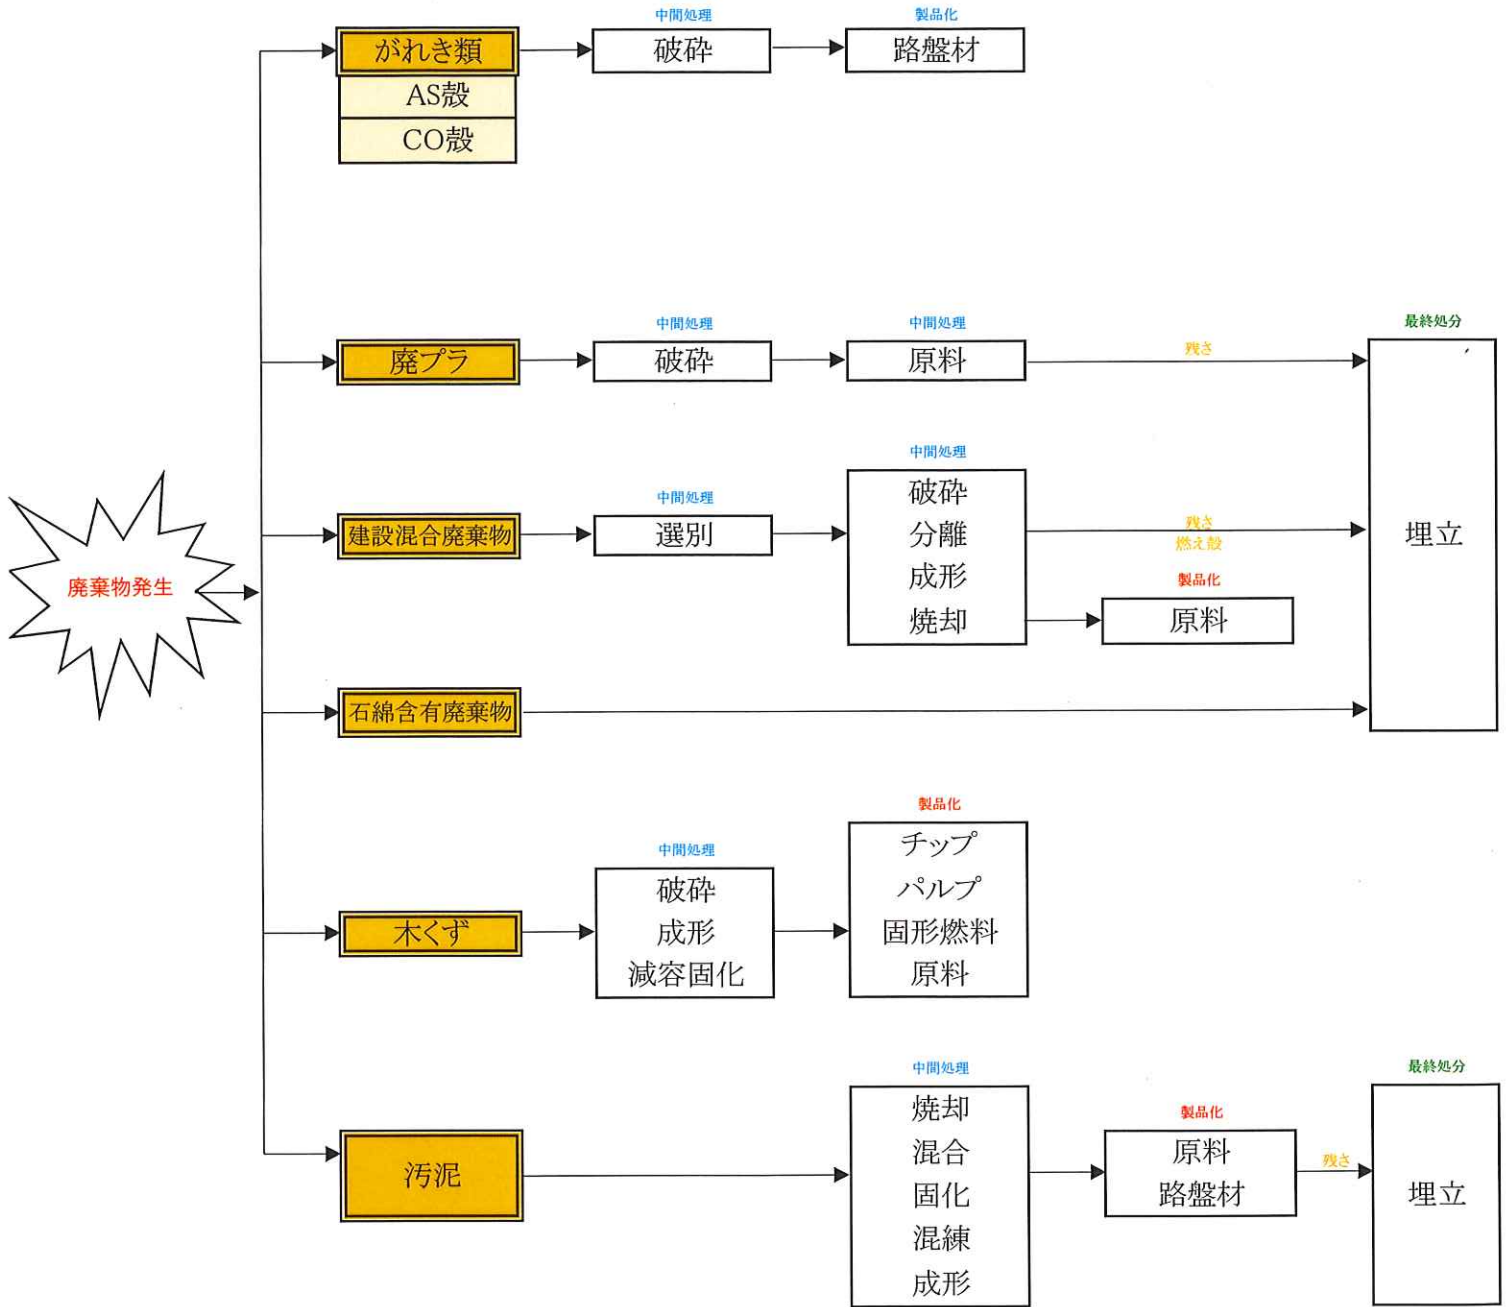 中間処理
製品化
がれき類
破砕
路盤材
AS殻
CO殻
中間処理
中間処理
最終処分
廃プラ
破砕
原料
残さ
中間処理
破砕
分離
成形
焼却
中間処理
建設混合廃棄物
選別
残さ
燃え殻
製品化
原料
埋立
廃棄物発生
石綿含有廃棄物
製品化
チップ
パルプ
固形燃料
原料
中間処理
破砕
成形
減容固化
木くず
中間処理
最終処分
焼却
混合
固化
混練
成形
製品化
原料
路盤材
残さ
汚泥
埋立